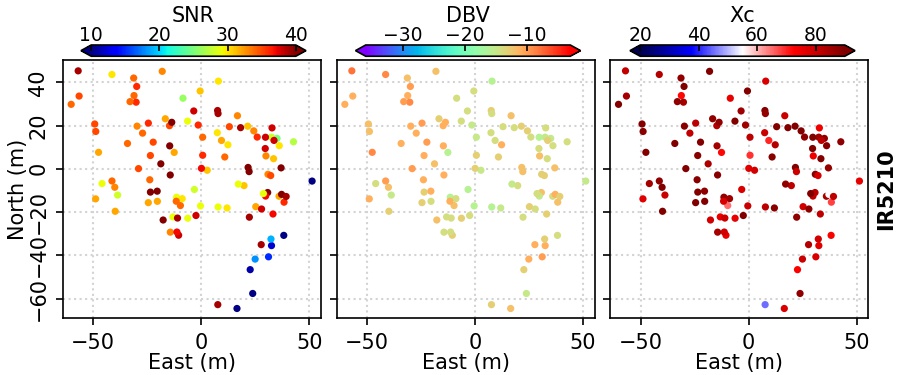 SNR DBV Xc
10 20 30 40 −30 −20 −10 20 40 60 80
40
20
0
−20
−40
−60
North (m)
IR5210
−50 0 50 −50 0 50 −50 0 50
East (m) East (m) East (m)